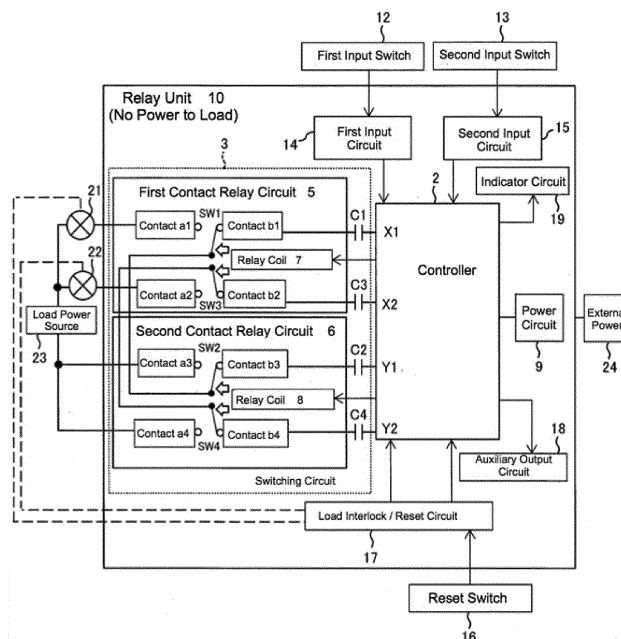 12
13
First Input Switch
Second Input Switch
Relay Unit 10
(No Power to Load)
14
First Input
Circuit
Second Input
Circuit
15
3
2
Indicator Circuit
19
21
First Contact Relay Circuit 5
Contact a1
SW1
Contact b1
C1
X1
Relay Coil 7
Controller
22
Contact a2
SW3
Contact b2
C3
X2
Load Power
Source
23
Power
Circuit
9
External
Power
24
Second Contact Relay Circuit 6
SW2
Contact a3
Contact b3
C2
Y1
Relay Coil 8
C4
Contact a4
SW4
Contact b4
Y2
18
Auxiliary Output
Circuit
Switching Circuit
Load Interlock / Reset Circuit
17
Reset Switch
16